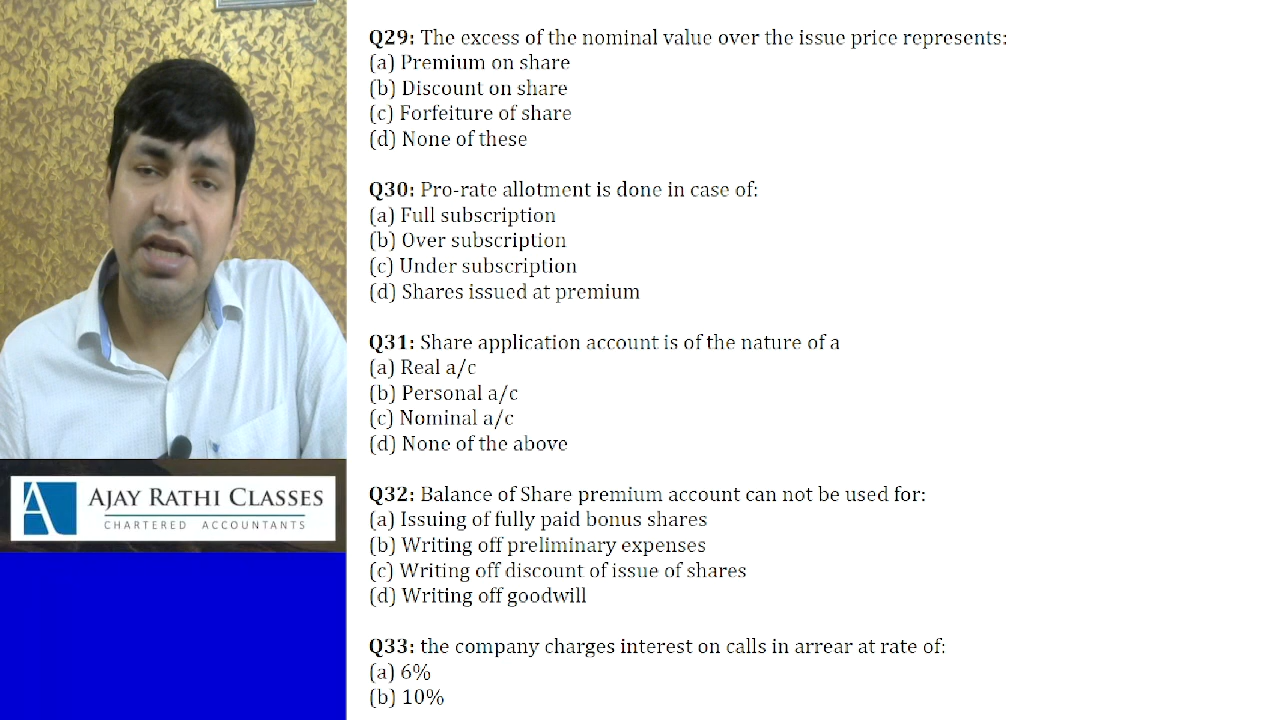 Q29: The excess of the nominal value over the issue price represents:
(a) Premium on share
(b) Discount on share
(c) Forfeiture of share
(d) None of these
Q30: Pro-rate allotment is done in case of:
(a) Full subscription
(b) Over subscription
(c) Under subscription
(d) Shares issued at premium
Q31: Share application account is of the nature of a
(a) Real a/c
(b) Personal a/c
(c) Nominal a/c
(d) None of the above
Q32: Balance of Share premium account can not be used for:
(a) Issuing of fully paid bonus shares
(b) Writing off preliminary expenses
(c) Writing off discount of issue of shares
(d) Writing off goodwill
Q33: the company charges interest on calls in arrear at rate of:
(a) 6%
(b) 10%
AJAY RATHI CLASSES
CHARTERED ACCOUNTANTS